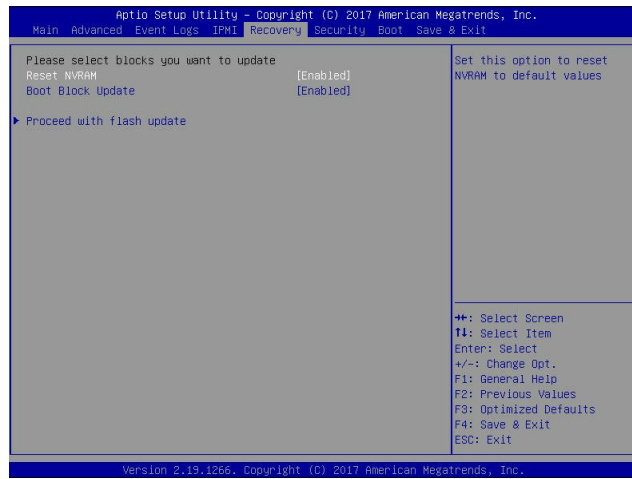 Aptio Setup Utility – Copyright (C) 2017 American Megatrends, Inc.
Main Advanced Event Logs IPMI Recovery Security Boot Save & Exit
Please select blocks you want to update
Reset NVRAM [Enabled]
Boot Block Update [Enabled]
▶ Proceed with flash update
Set this option to reset
NVRAM to default values
→←: Select Screen
↑↓: Select Item
Enter: Select
+/-: Change Opt.
F1: General Help
F2: Previous Values
F3: Optimized Defaults
F4: Save & Exit
ESC: Exit
Version 2.19.1266. Copyright (C) 2017 American Megatrends, Inc.